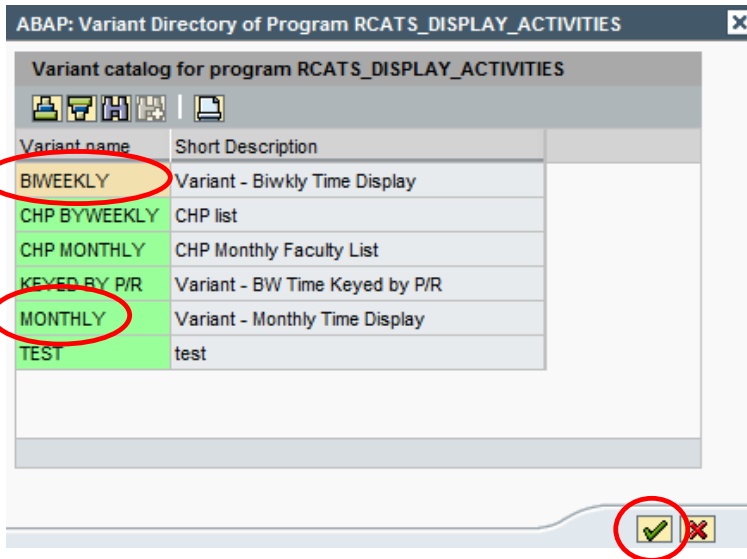 ABAP: Variant Directory of Program RCATS_DISPLAY_ACTIVITIES
Variant catalog for program RCATS_DISPLAY_ACTIVITIES
Variant name Short Description
BIWEEKLY Variant - Biwkly Time Display
CHP BYWEEKLY CHP list
CHP MONTHLY CHP Monthly Faculty List
KEYED BY P/R Variant - BW Time Keyed by P/R
MONTHLY Variant - Monthly Time Display
TEST test